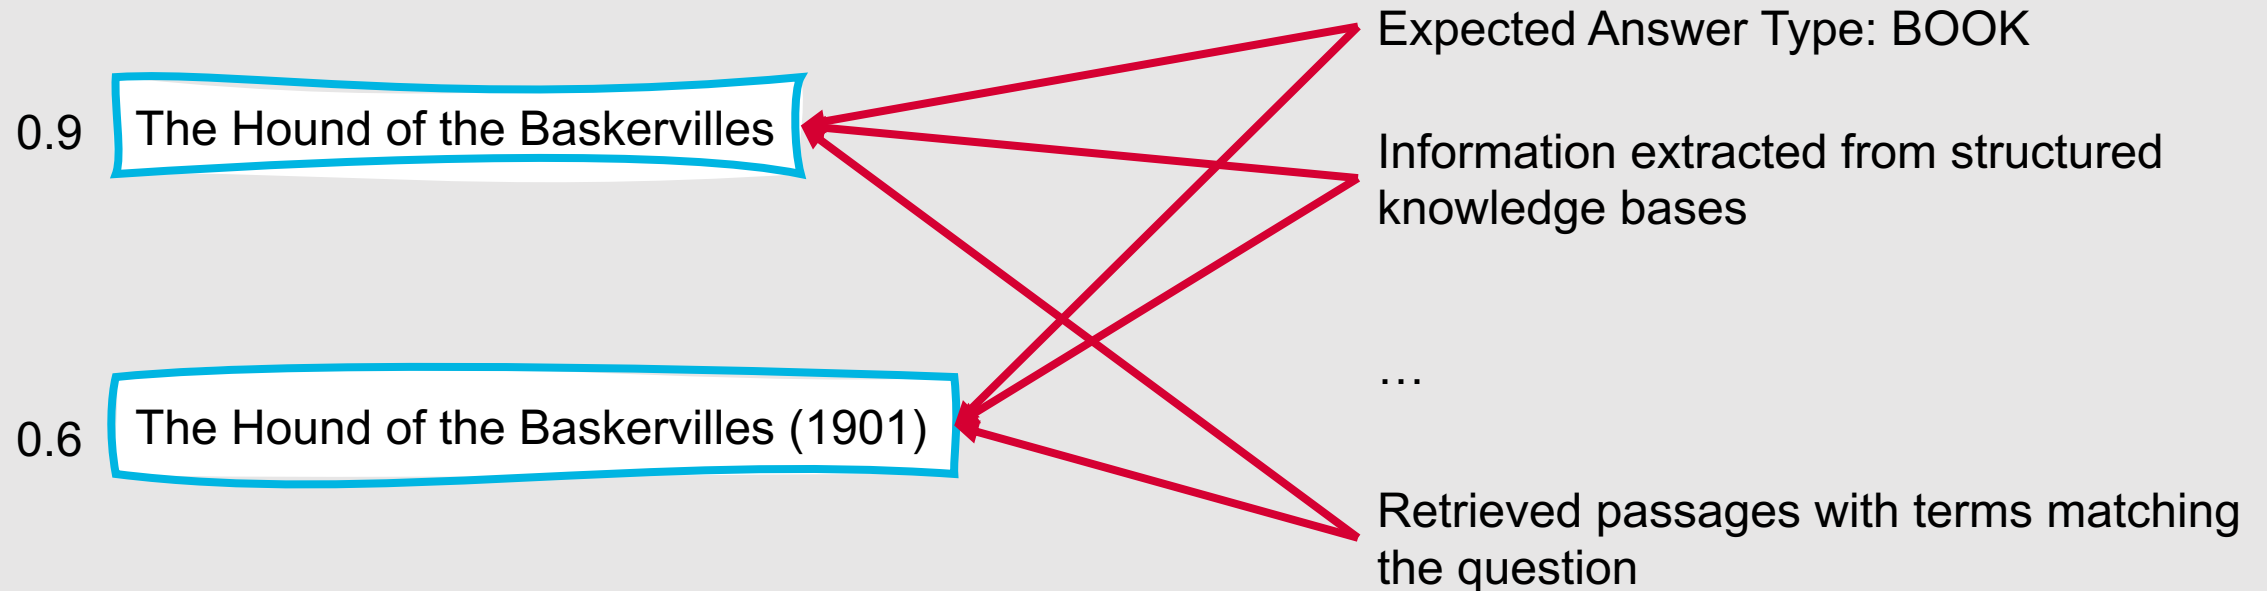 Expected Answer Type: BOOK
0.9
The Hound of the Baskervilles
Information extracted from structured
knowledge bases
…
0.6
The Hound of the Baskervilles (1901)
Retrieved passages with terms matching
the question